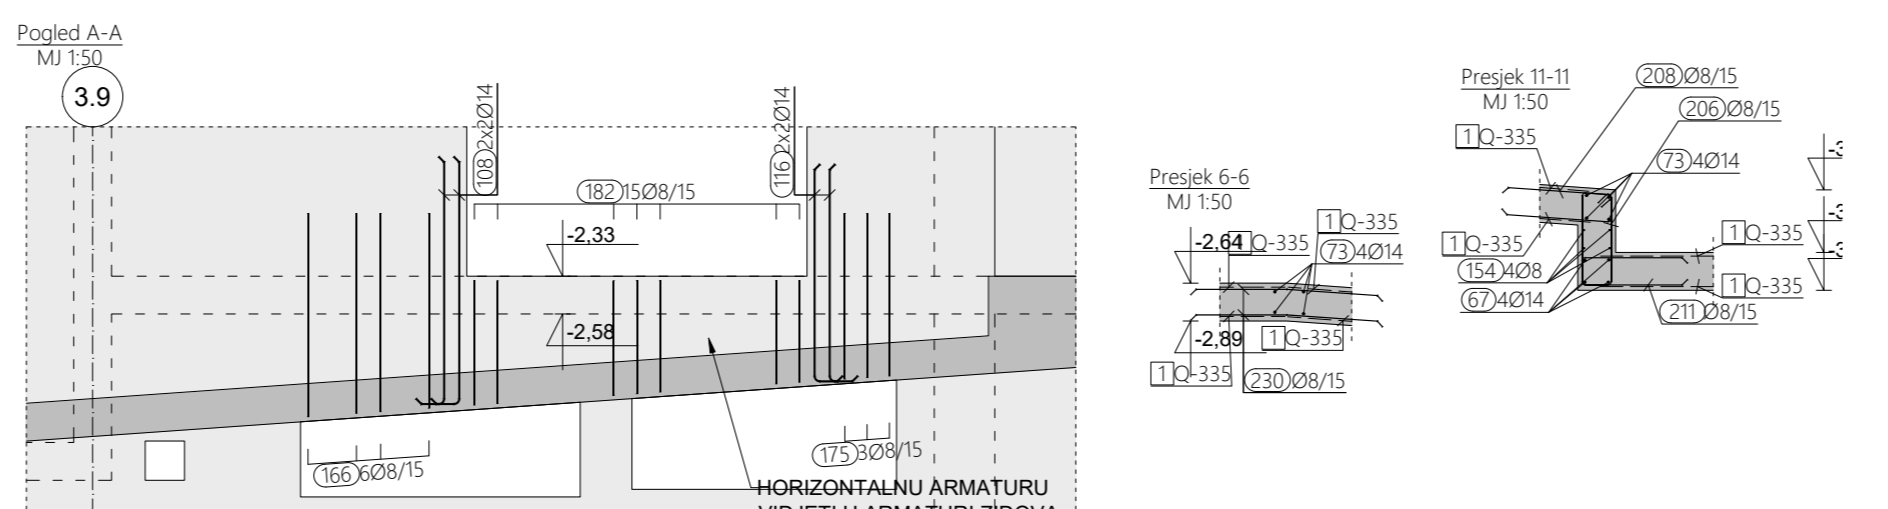 Pogled A-A
MJ 1:50
3.9
108 2x2Ø14
116 2x2Ø14
182 15Ø8/15
-2,33
-2,58
166 6Ø8/15
175 3Ø8/15
HORIZONTALNU ARMATURU
VIDJETI U ARMATURI ZIDOVA
Presjek 6-6
MJ 1:50
-2,64
1 Q-335
1 Q-335
73 4Ø14
-2,89
1 Q-335
1 Q-335
230 Ø8/15
Presjek 11-11
MJ 1:50
208 Ø8/15
206 Ø8/15
1 Q-335
73 4Ø14
1 Q-335
1 Q-335
154 4Ø8
1 Q-335
67 4Ø14
211 Ø8/15